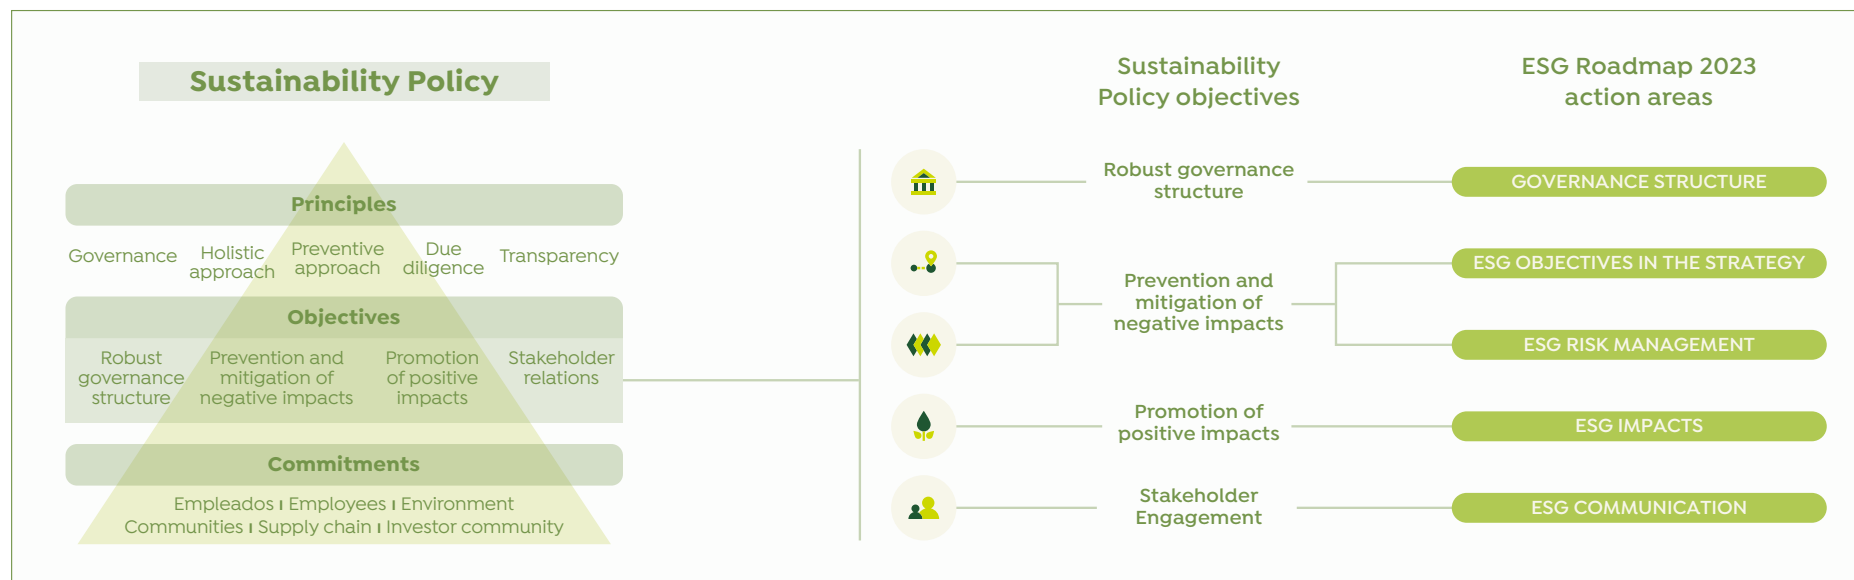 Sustainability Policy
Principles
Governance
Holistic
approach
Preventive
approach
Due
diligence
Transparency
Objectives
Robust
governance
structure
Prevention and
mitigation of
negative impacts
Promotion
of positive
impacts
Stakeholder
relations
Commitments
Empleados ı Employees ı Environment
Communities ı Supply chain ı Investor community
Sustainability
Policy objectives
ESG Roadmap 2023
action areas
Robust governance
structure
GOVERNANCE STRUCTURE
Prevention and
mitigation of
negative impacts
ESG OBJECTIVES IN THE STRATEGY
ESG RISK MANAGEMENT
Promotion of
positive impacts
ESG IMPACTS
Stakeholder
Engagement
ESG COMMUNICATION